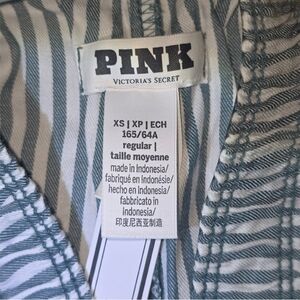 PINK
VICTORIA'S SECRET
XS | XP | ECH
165/64A
regular |
taille moyenne
made in Indonesia/
fabriqué en Indonésie/
hecho en Indonesia/
fabricato in
Indonesia/
印度尼西亚制造